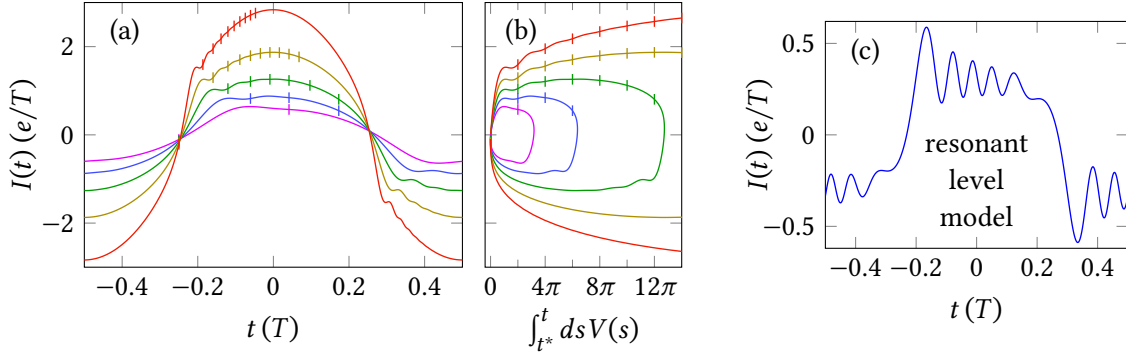 (a)
I(t) (e/T)
2
0
−2
−0.4
−0.2
0
0.2
0.4
t (T)
(b)
0
4π
8π
12π
∫_{t*}^{t} ds V(s)
(c)
I(t) (e/T)
0.5
0
−0.5
resonant
level
model
−0.4
−0.2
0
0.2
0.4
t (T)